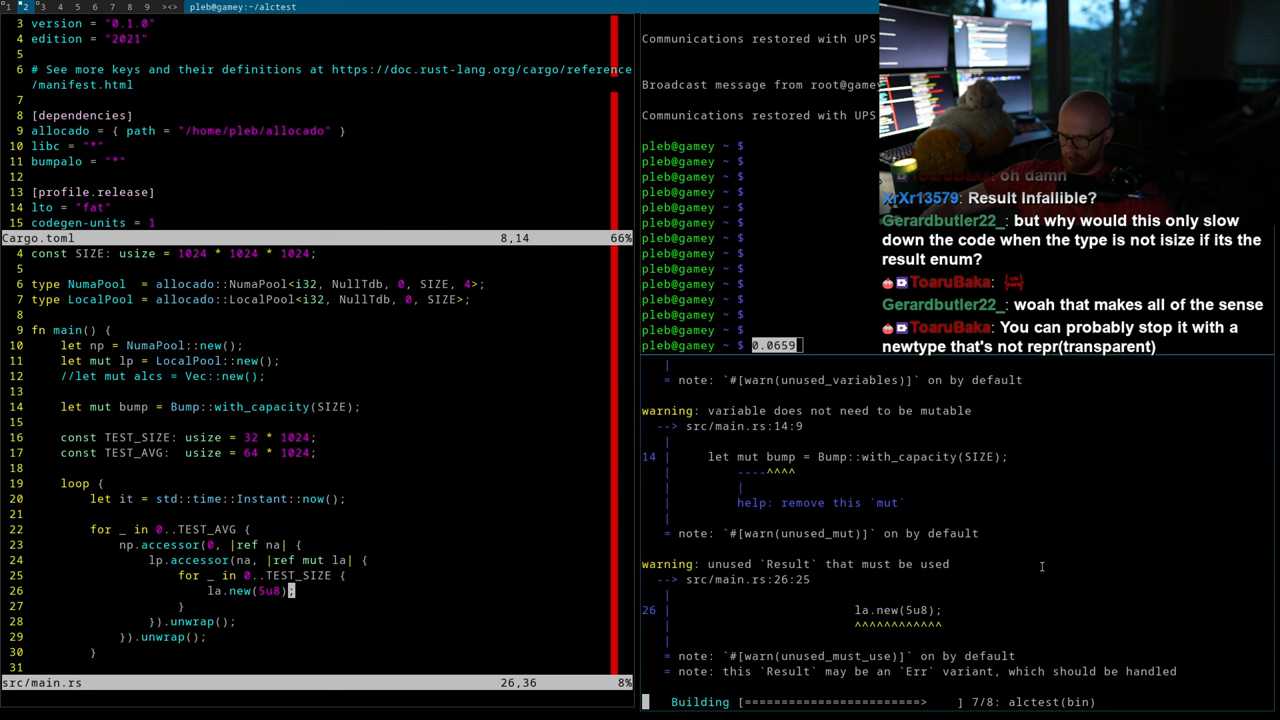 1 2 3 4 5 6 7 8 9 ><> pleb@gamey:~/alctest
3 version = "0.1.0"
4 edition = "2021"
5
6 # See more keys and their definitions at https://doc.rust-lang.org/cargo/reference
/manifest.html
7
8 [dependencies]
9 allocado = { path = "/home/pleb/allocado" }
10 libc = "*"
11 bumpalo = "*"
12
13 [profile.release]
14 lto = "fat"
15 codegen-units = 1
Cargo.toml 8,14 66%
4 const SIZE: usize = 1024 * 1024 * 1024;
5
6 type NumaPool  = allocado::NumaPool<i32, NullTdb, 0, SIZE, 4>;
7 type LocalPool = allocado::LocalPool<i32, NullTdb, 0, SIZE>;
8
9 fn main() {
10     let np = NumaPool::new();
11     let mut lp = LocalPool::new();
12     //let mut alcs = Vec::new();
13
14     let mut bump = Bump::with_capacity(SIZE);
15
16     const TEST_SIZE: usize = 32 * 1024;
17     const TEST_AVG:  usize = 64 * 1024;
18
19     loop {
20         let it = std::time::Instant::now();
21
22         for _ in 0..TEST_AVG {
23             np.accessor(0, |ref na| {
24                 lp.accessor(na, |ref mut la| {
25                     for _ in 0..TEST_SIZE {
26                         la.new(5u8);
27                     }
28                 }).unwrap();
29             }).unwrap();
30         }
31
src/main.rs 26,36 8%
Communications restored with UPS
Broadcast message from root@gamey
Communications restored with UPS
pleb@gamey ~ $
pleb@gamey ~ $
pleb@gamey ~ $
pleb@gamey ~ $
pleb@gamey ~ $
pleb@gamey ~ $
pleb@gamey ~ $
pleb@gamey ~ $
pleb@gamey ~ $
pleb@gamey ~ $
pleb@gamey ~ $
pleb@gamey ~ $
pleb@gamey ~ $
pleb@gamey ~ $ 0.0659
ToaruBaka: oh damn
XrXr13579: Result Infallible?
Gerardbutler22_: but why would this only slow
down the code when the type is not isize if its the
result enum?
ToaruBaka:
Gerardbutler22_: woah that makes all of the sense
ToaruBaka: You can probably stop it with a
newtype that's not repr(transparent)
|
= note: `#[warn(unused_variables)]` on by default
warning: variable does not need to be mutable
--> src/main.rs:14:9
|
14 |     let mut bump = Bump::with_capacity(SIZE);
|         ----^^^^
|         |
|         help: remove this `mut`
|
= note: `#[warn(unused_mut)]` on by default
warning: unused `Result` that must be used
--> src/main.rs:26:25
|
26 |                         la.new(5u8);
|                         ^^^^^^^^^^^^
|
= note: `#[warn(unused_must_use)]` on by default
= note: this `Result` may be an `Err` variant, which should be handled
Building [========================>    ] 7/8: alctest(bin)